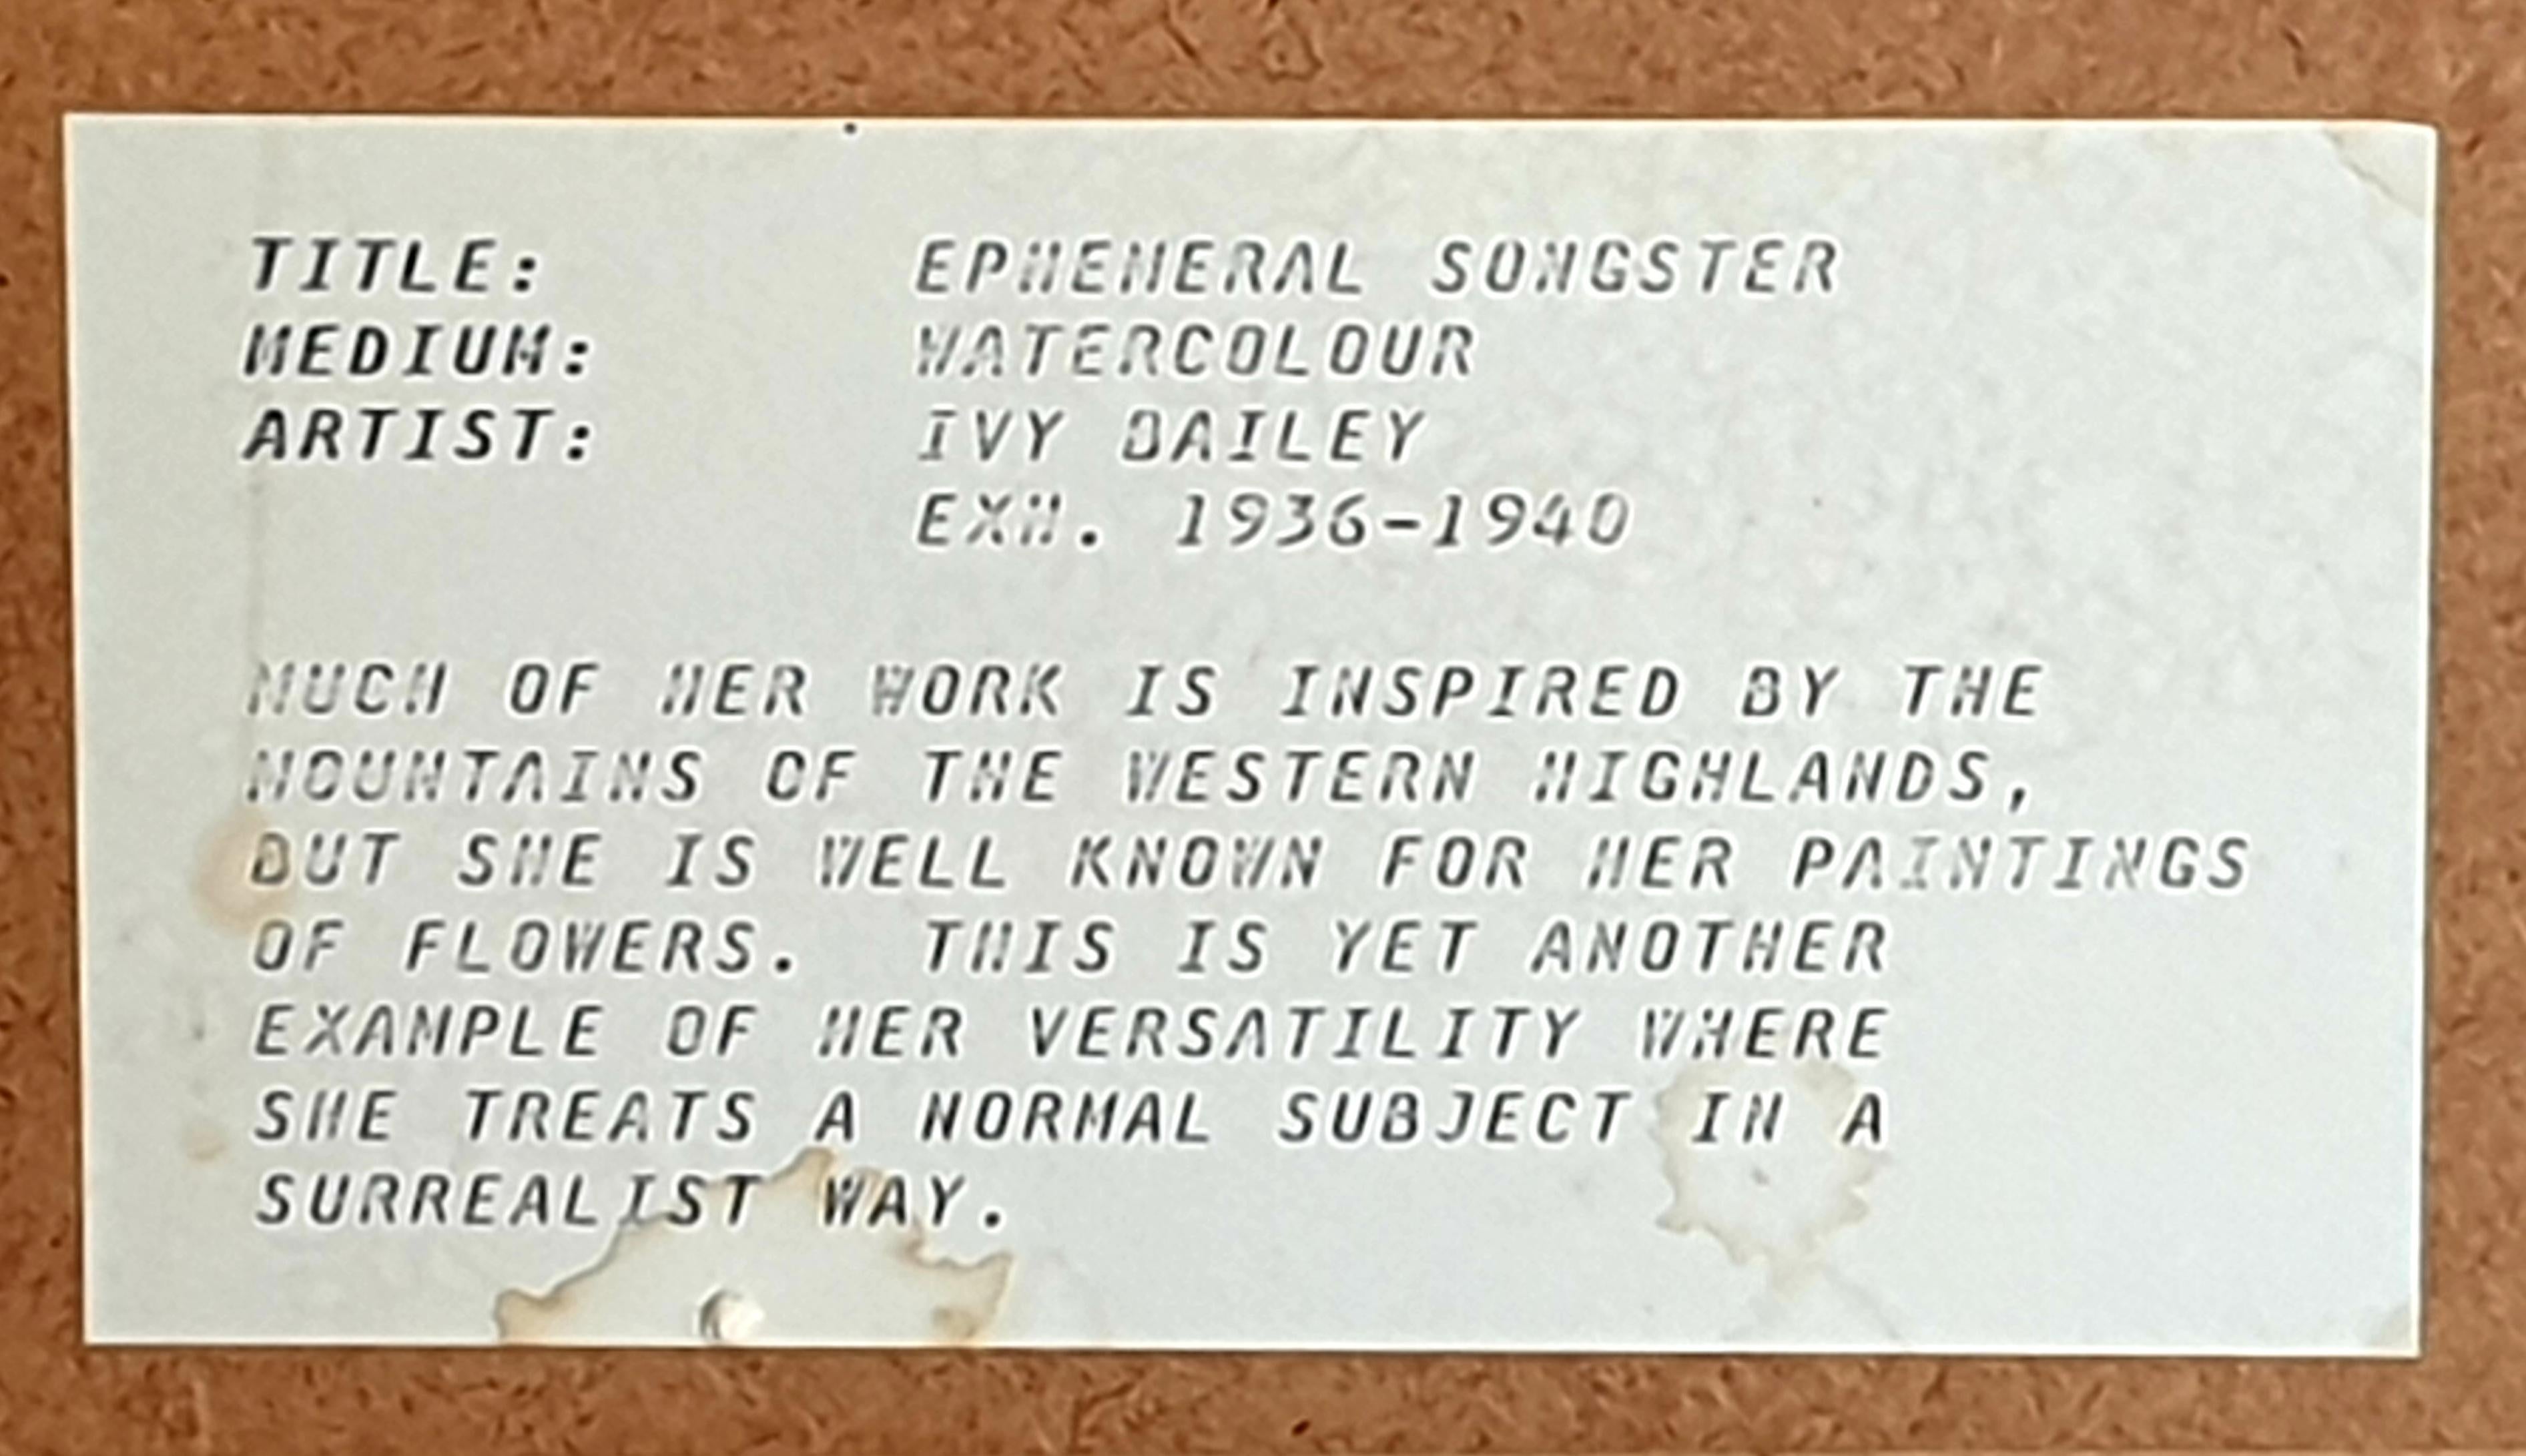 TITLE: EPHEMERAL SONGSTER
MEDIUM: WATERCOLOUR
ARTIST: IVY BAILEY
EXH. 1936-1940
MUCH OF HER WORK IS INSPIRED BY THE
MOUNTAINS OF THE WESTERN HIGHLANDS,
BUT SHE IS WELL KNOWN FOR HER PAINTINGS
OF FLOWERS. THIS IS YET ANOTHER
EXAMPLE OF HER VERSATILITY WHERE
SHE TREATS A NORMAL SUBJECT IN A
SURREALIST WAY.